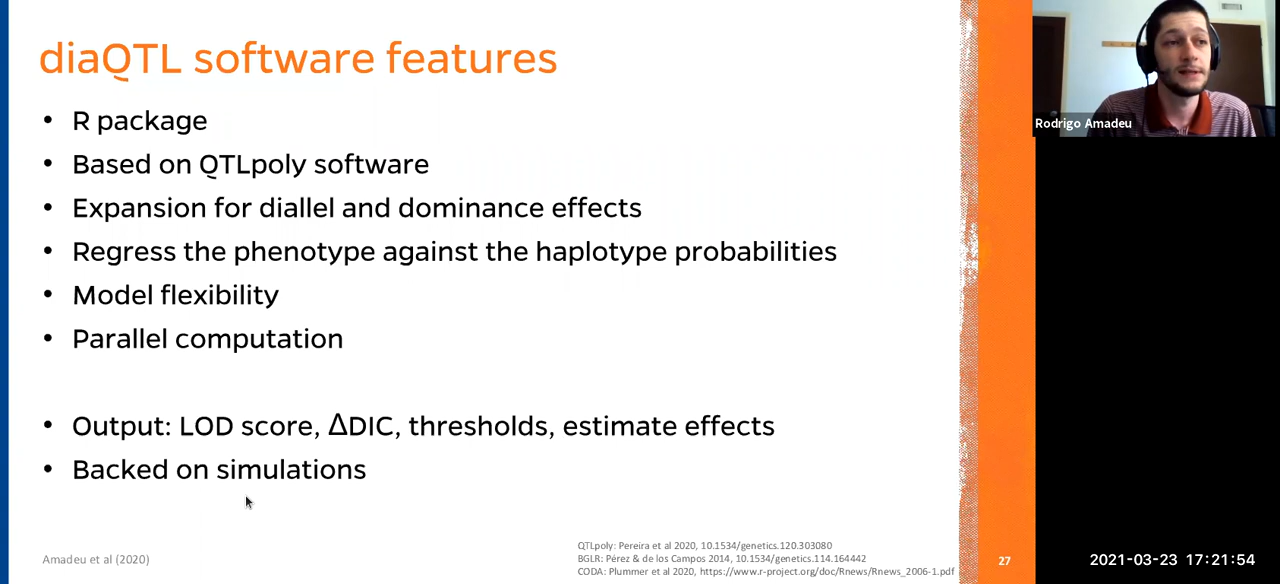 diaQTL software features
• R package
• Based on QTLpoly software
• Expansion for diallel and dominance effects
• Regress the phenotype against the haplotype probabilities
• Model flexibility
• Parallel computation
• Output: LOD score, ΔDIC, thresholds, estimate effects
• Backed on simulations
Amadeu et al (2020)
QTLpoly: Pereira et al 2020, 10.1534/genetics.120.303080
BGLR: Pérez & de los Campos 2014, 10.1534/genetics.114.164442
CODA: Plummer et al 2020, https://www.r-project.org/doc/Rnews/Rnews_2006-1.pdf
27
Rodrigo Amadeu
2021-03-23 17:21:54